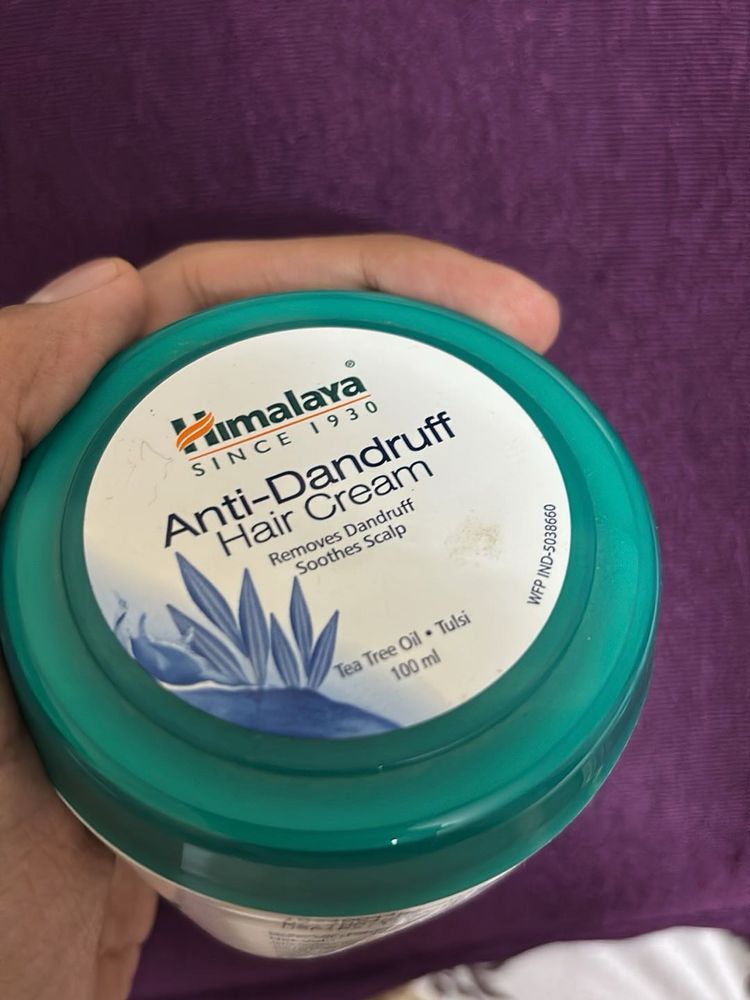 Himalaya®
SINCE 1930
Anti-Dandruff
Hair Cream
Removes Dandruff
Soothes Scalp
Tea Tree Oil • Tulsi
100 ml
WFP IND-5038660